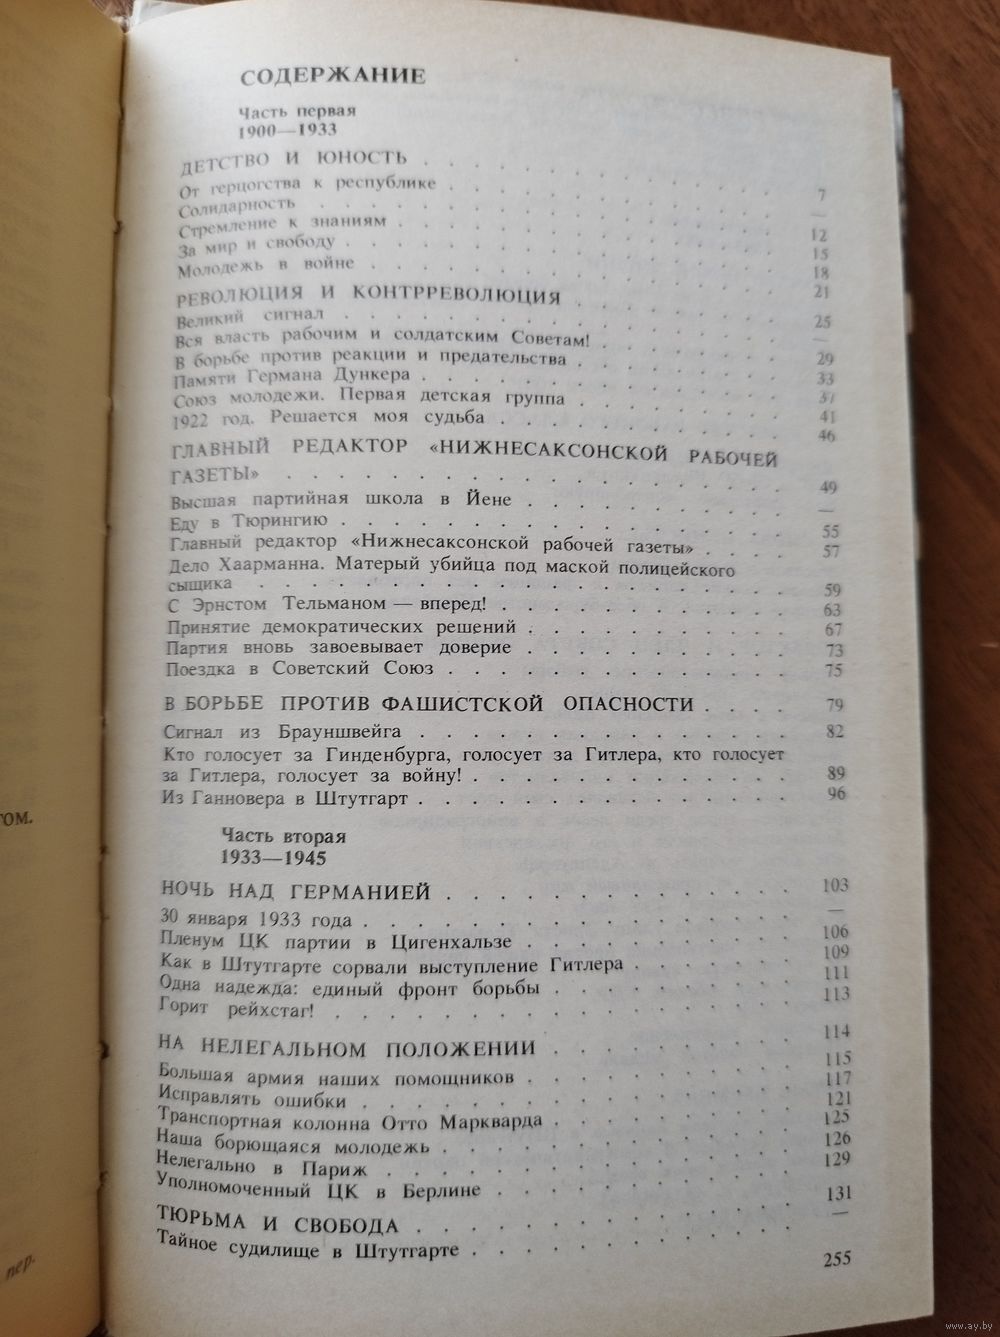 СОДЕРЖАНИЕ
Часть первая
1900—1933
ДЕТСТВО И ЮНОСТЬ . . . . . . . . . . 7
От герцогства к республике . . . . . . . . . . —
Солидарность . . . . . . . . . . 12
Стремление к знаниям . . . . . . . . . . 15
За мир и свободу . . . . . . . . . . 18
Молодежь в войне . . . . . . . . . . 21
РЕВОЛЮЦИЯ И КОНТРРЕВОЛЮЦИЯ . . . . . . 25
Великий сигнал . . . . . . . . . . —
Вся власть рабочим и солдатским Советам! . . . . . 29
В борьбе против реакции и предательства . . . . . 33
Памяти Германа Дункера . . . . . . . . . . 37
Союз молодежи. Первая детская группа . . . . . 41
1922 год. Решается моя судьба . . . . . . . . 46
ГЛАВНЫЙ РЕДАКТОР «НИЖНЕСАКСОНСКОЙ РАБОЧЕЙ
ГАЗЕТЫ» . . . . . . . . . . 49
Высшая партийная школа в Йене . . . . . . . —
Еду в Тюрингию . . . . . . . . . . 55
Главный редактор «Нижнесаксонской рабочей газеты» . . . . 57
Дело Хаарманна. Матерый убийца под маской полицейского
сыщика . . . . . . . . . . 59
С Эрнстом Тельманом — вперед! . . . . . . . . 63
Принятие демократических решений . . . . . . . 67
Партия вновь завоевывает доверие . . . . . . . 73
Поездка в Советский Союз . . . . . . . . . . 75
В БОРЬБЕ ПРОТИВ ФАШИСТСКОЙ ОПАСНОСТИ . . . . 79
Сигнал из Брауншвейга . . . . . . . . . . 82
Кто голосует за Гинденбурга, голосует за Гитлера, кто голосует
за Гитлера, голосует за войну! . . . . . . . . . 89
Из Ганновера в Штутгарт . . . . . . . . . . 96
Часть вторая
1933—1945
НОЧЬ НАД ГЕРМАНИЕЙ . . . . . . . . . . 103
30 января 1933 года . . . . . . . . . . —
Пленум ЦК партии в Цигенхальзе . . . . . . . 106
Как в Штутгарте сорвали выступление Гитлера . . . . 109
Одна надежда: единый фронт борьбы . . . . . . 111
Горит рейхстаг! . . . . . . . . . . 113
НА НЕЛЕГАЛЬНОМ ПОЛОЖЕНИИ . . . . . . 114
Большая армия наших помощников . . . . . . . 115
Исправлять ошибки . . . . . . . . . . 117
Транспортная колонна Отто Маркварда . . . . . . 121
Наша борющаяся молодежь . . . . . . . . . . 125
Нелегально в Париж . . . . . . . . . . 126
Уполномоченный ЦК в Берлине . . . . . . . . 129
ТЮРЬМА И СВОБОДА . . . . . . . . . . 131
Тайное судилище в Штутгарте . . . . . . . . —
255
том.
пер.
www.ay.by